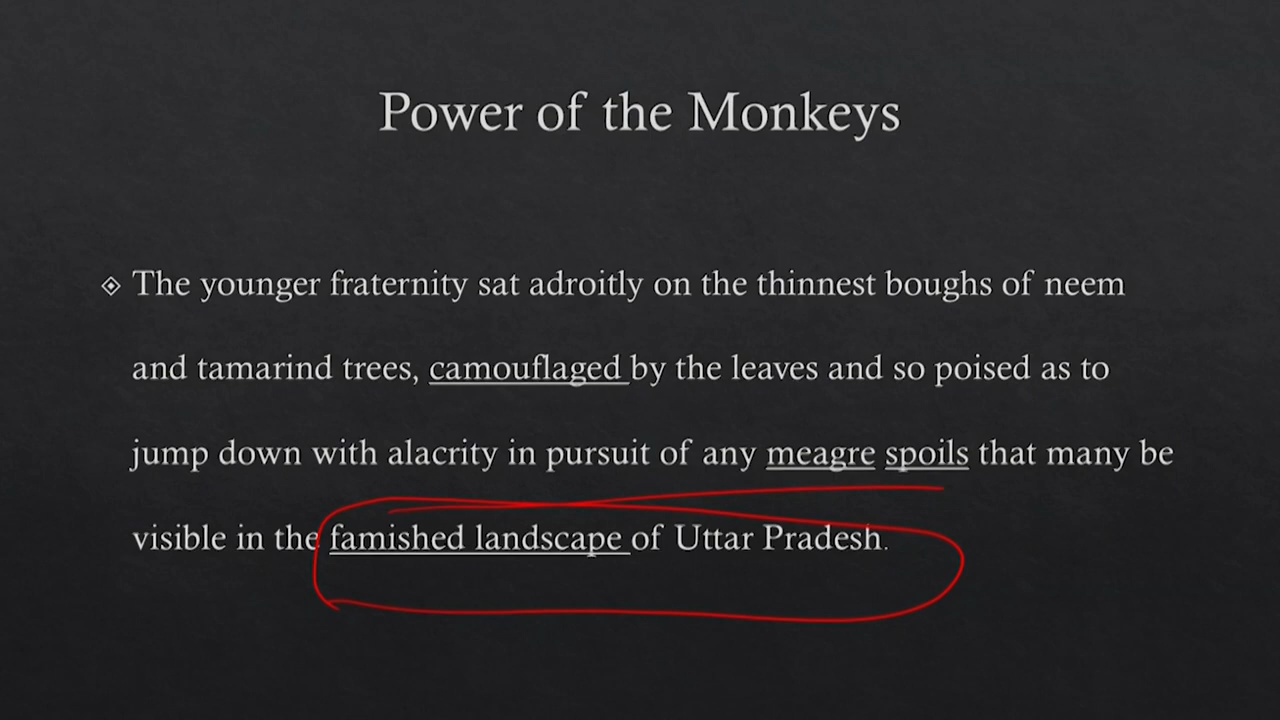 Power of the Monkeys
The younger fraternity sat adroitly on the thinnest boughs of neem
and tamarind trees, camouflaged by the leaves and so poised as to
jump down with alacrity in pursuit of any meagre spoils that many be
visible in the famished landscape of Uttar Pradesh.